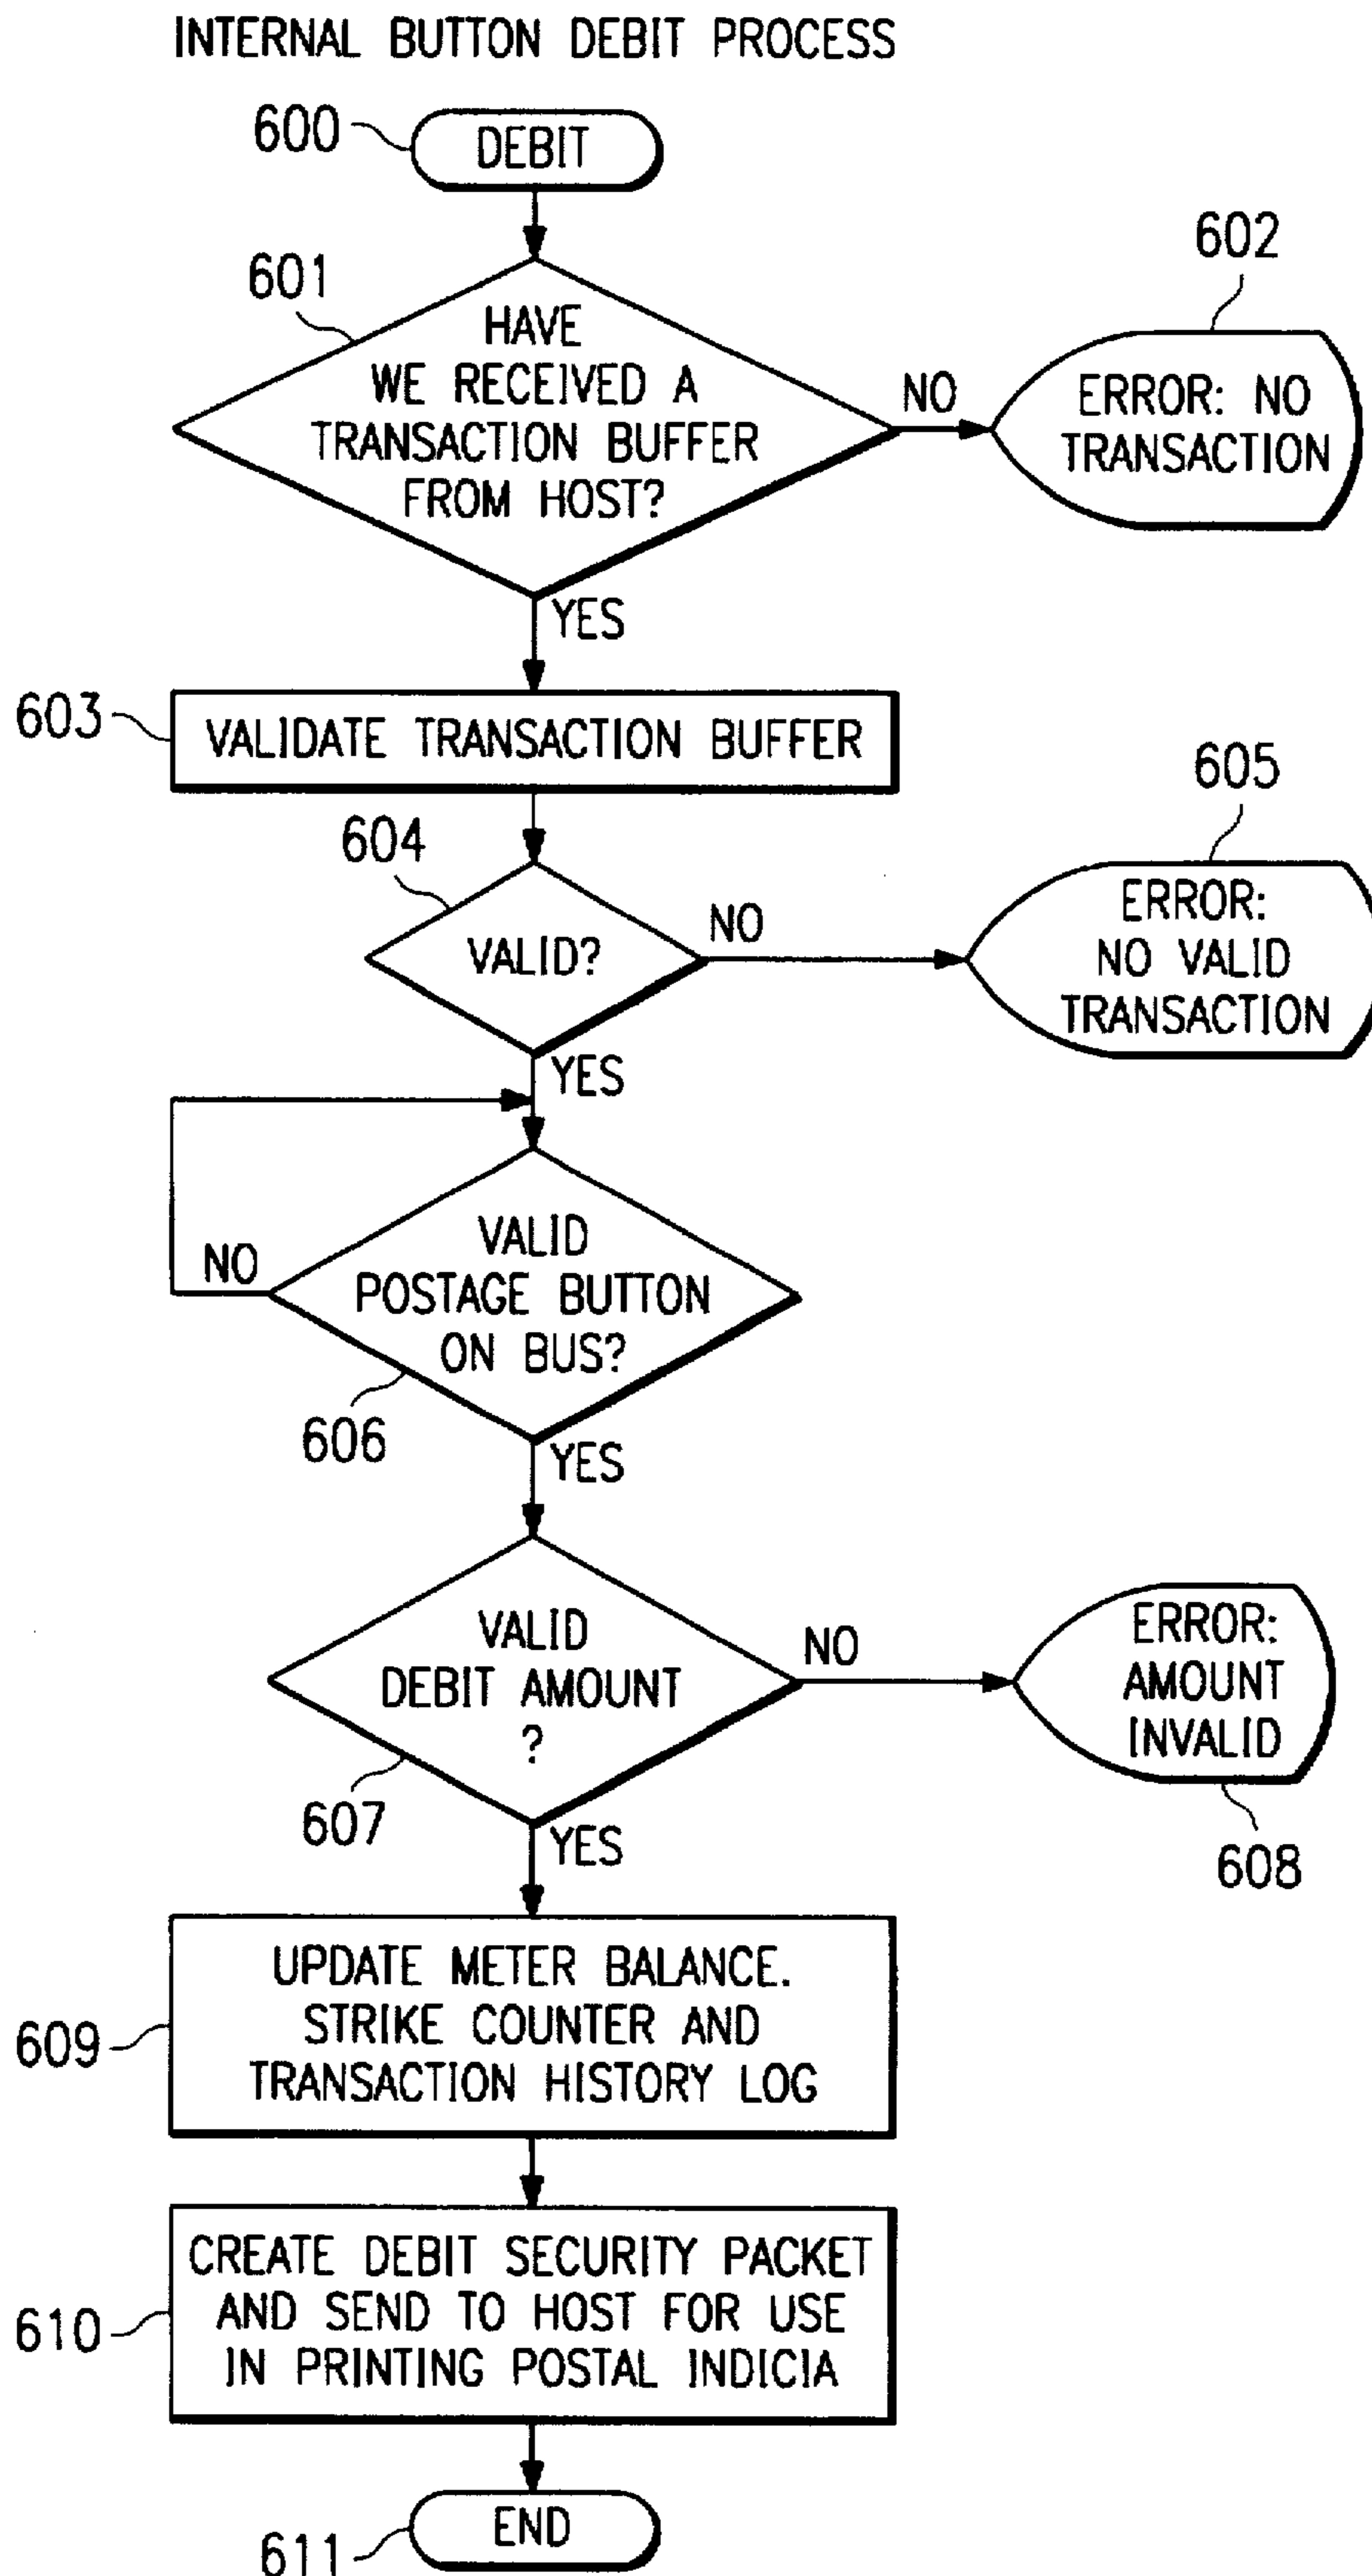 INTERNAL BUTTON DEBIT PROCESS
600
DEBIT
601
HAVE
WE RECEIVED A
TRANSACTION BUFFER
FROM HOST?
NO
602
ERROR: NO
TRANSACTION
YES
603
VALIDATE TRANSACTION BUFFER
604
VALID?
NO
605
ERROR:
NO VALID
TRANSACTION
YES
VALID
POSTAGE BUTTON
ON BUS?
NO
606
YES
VALID
DEBIT AMOUNT
?
NO
607
ERROR:
AMOUNT
INVALID
608
YES
609
UPDATE METER BALANCE.
STRIKE COUNTER AND
TRANSACTION HISTORY LOG
610
CREATE DEBIT SECURITY PACKET
AND SEND TO HOST FOR USE
IN PRINTING POSTAL INDICIA
611
END